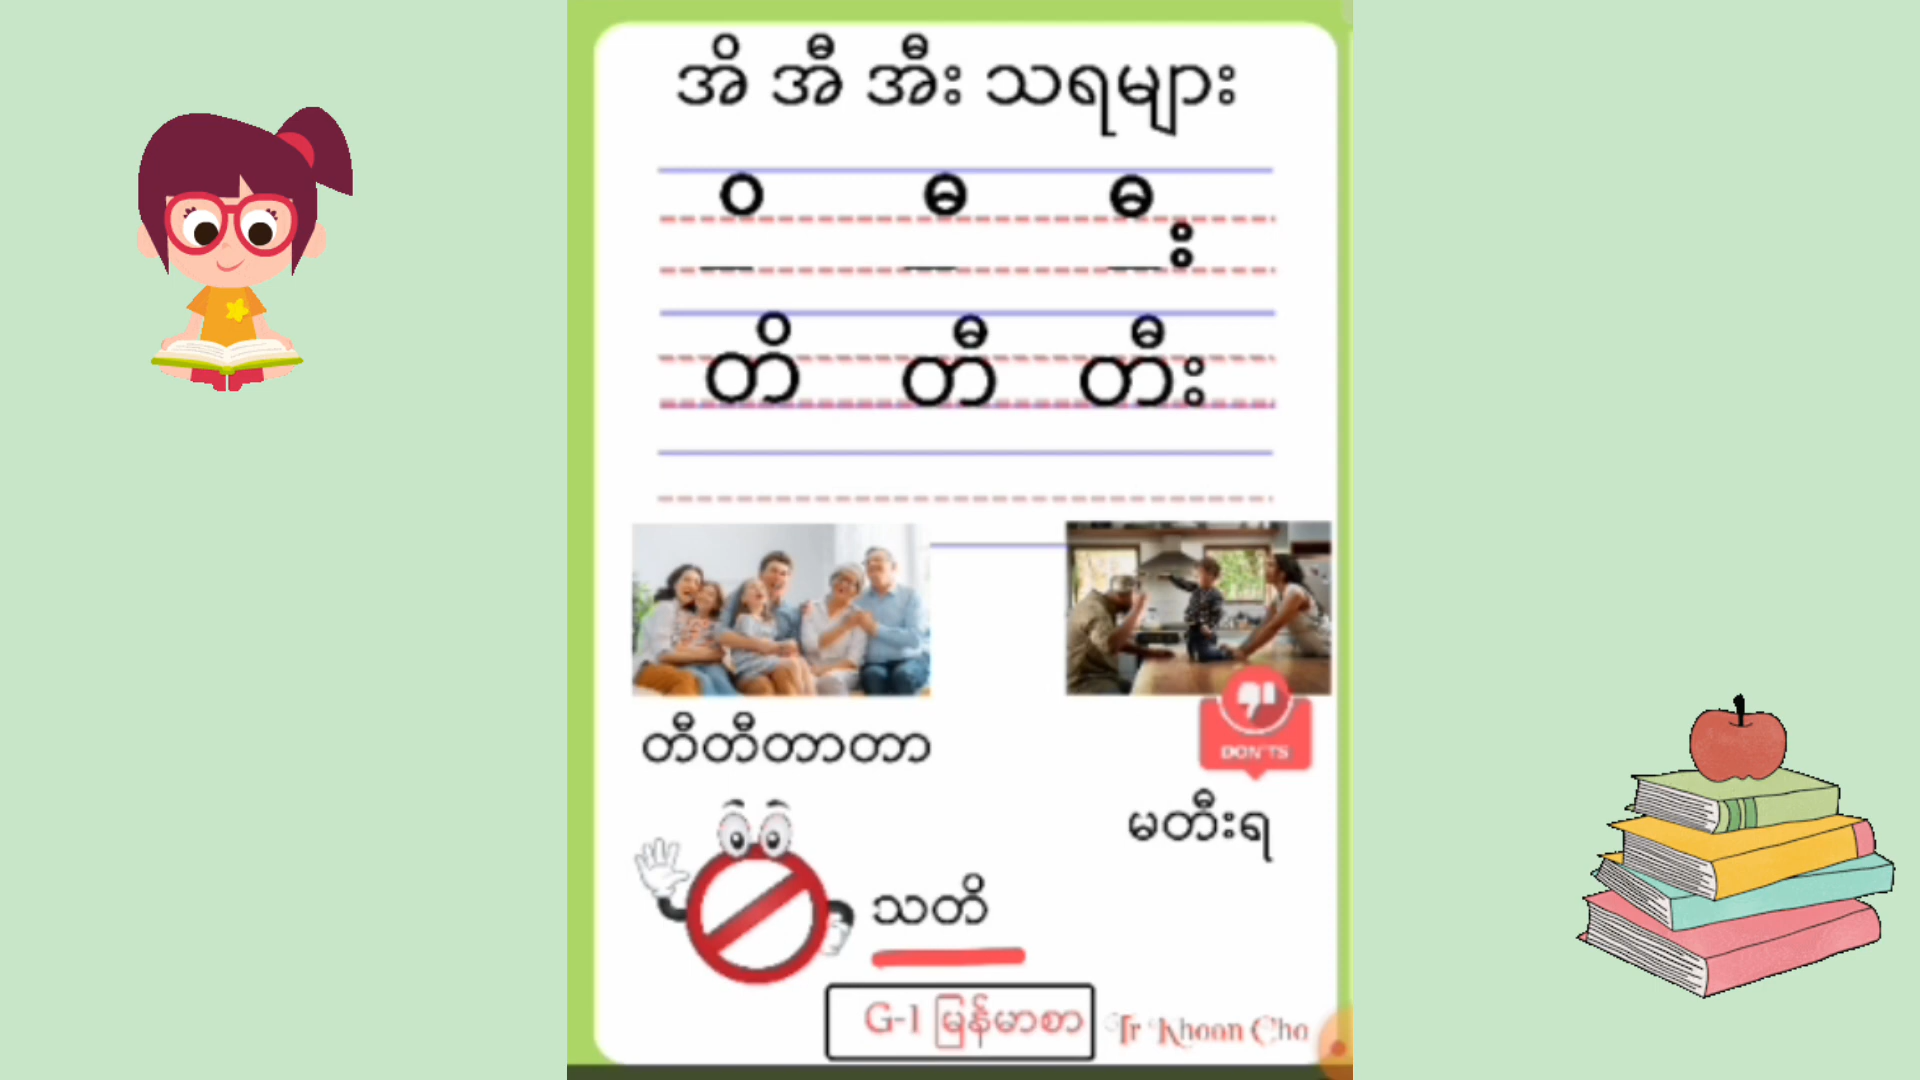 အိ အီ အီး သရများ
ိ ီ ီး
တိ တီ တီး
တီတီတာတာ
DON'TS
မတီးရ
သတိ
G-1 မြန်မာစာ
Tr Khoon Cho